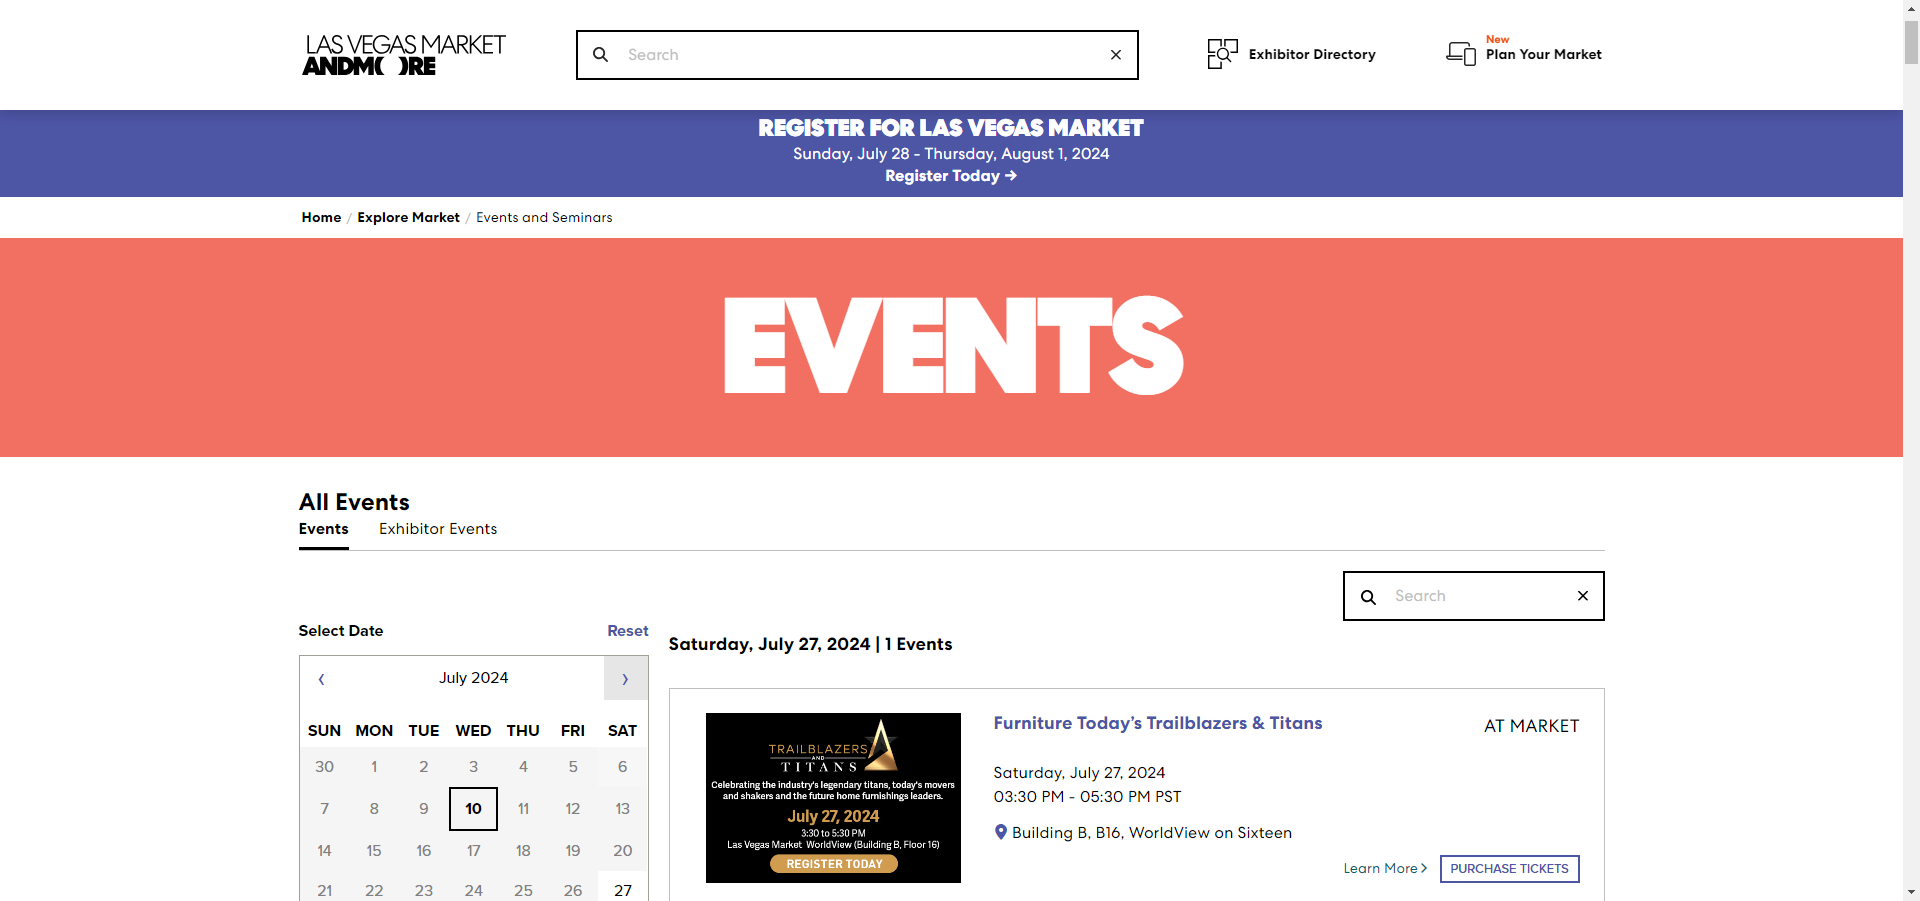 LAS VEGAS MARKET
ANDMORE
Search
Exhibitor Directory
New
Plan Your Market
REGISTER FOR LAS VEGAS MARKET
Sunday, July 28 - Thursday, August 1, 2024
Register Today →
Home / Explore Market / Events and Seminars
EVENTS
All Events
Events Exhibitor Events
Search
Select Date Reset
Saturday, July 27, 2024 | 1 Events
‹ July 2024 ›
SUN MON TUE WED THU FRI SAT
30 1 2 3 4 5 6
7 8 9 10 11 12 13
14 15 16 17 18 19 20
21 22 23 24 25 26 27
TRAILBLAZERS
AND
TITANS
Celebrating the industry's legendary titans, today's movers
and shakers and the future home furnishings leaders.
July 27, 2024
3:30 to 5:30 PM
Las Vegas Market WorldView (Building B, Floor 16)
REGISTER TODAY
Furniture Today's Trailblazers & Titans
AT MARKET
Saturday, July 27, 2024
03:30 PM - 05:30 PM PST
Building B, B16, WorldView on Sixteen
Learn More >
PURCHASE TICKETS